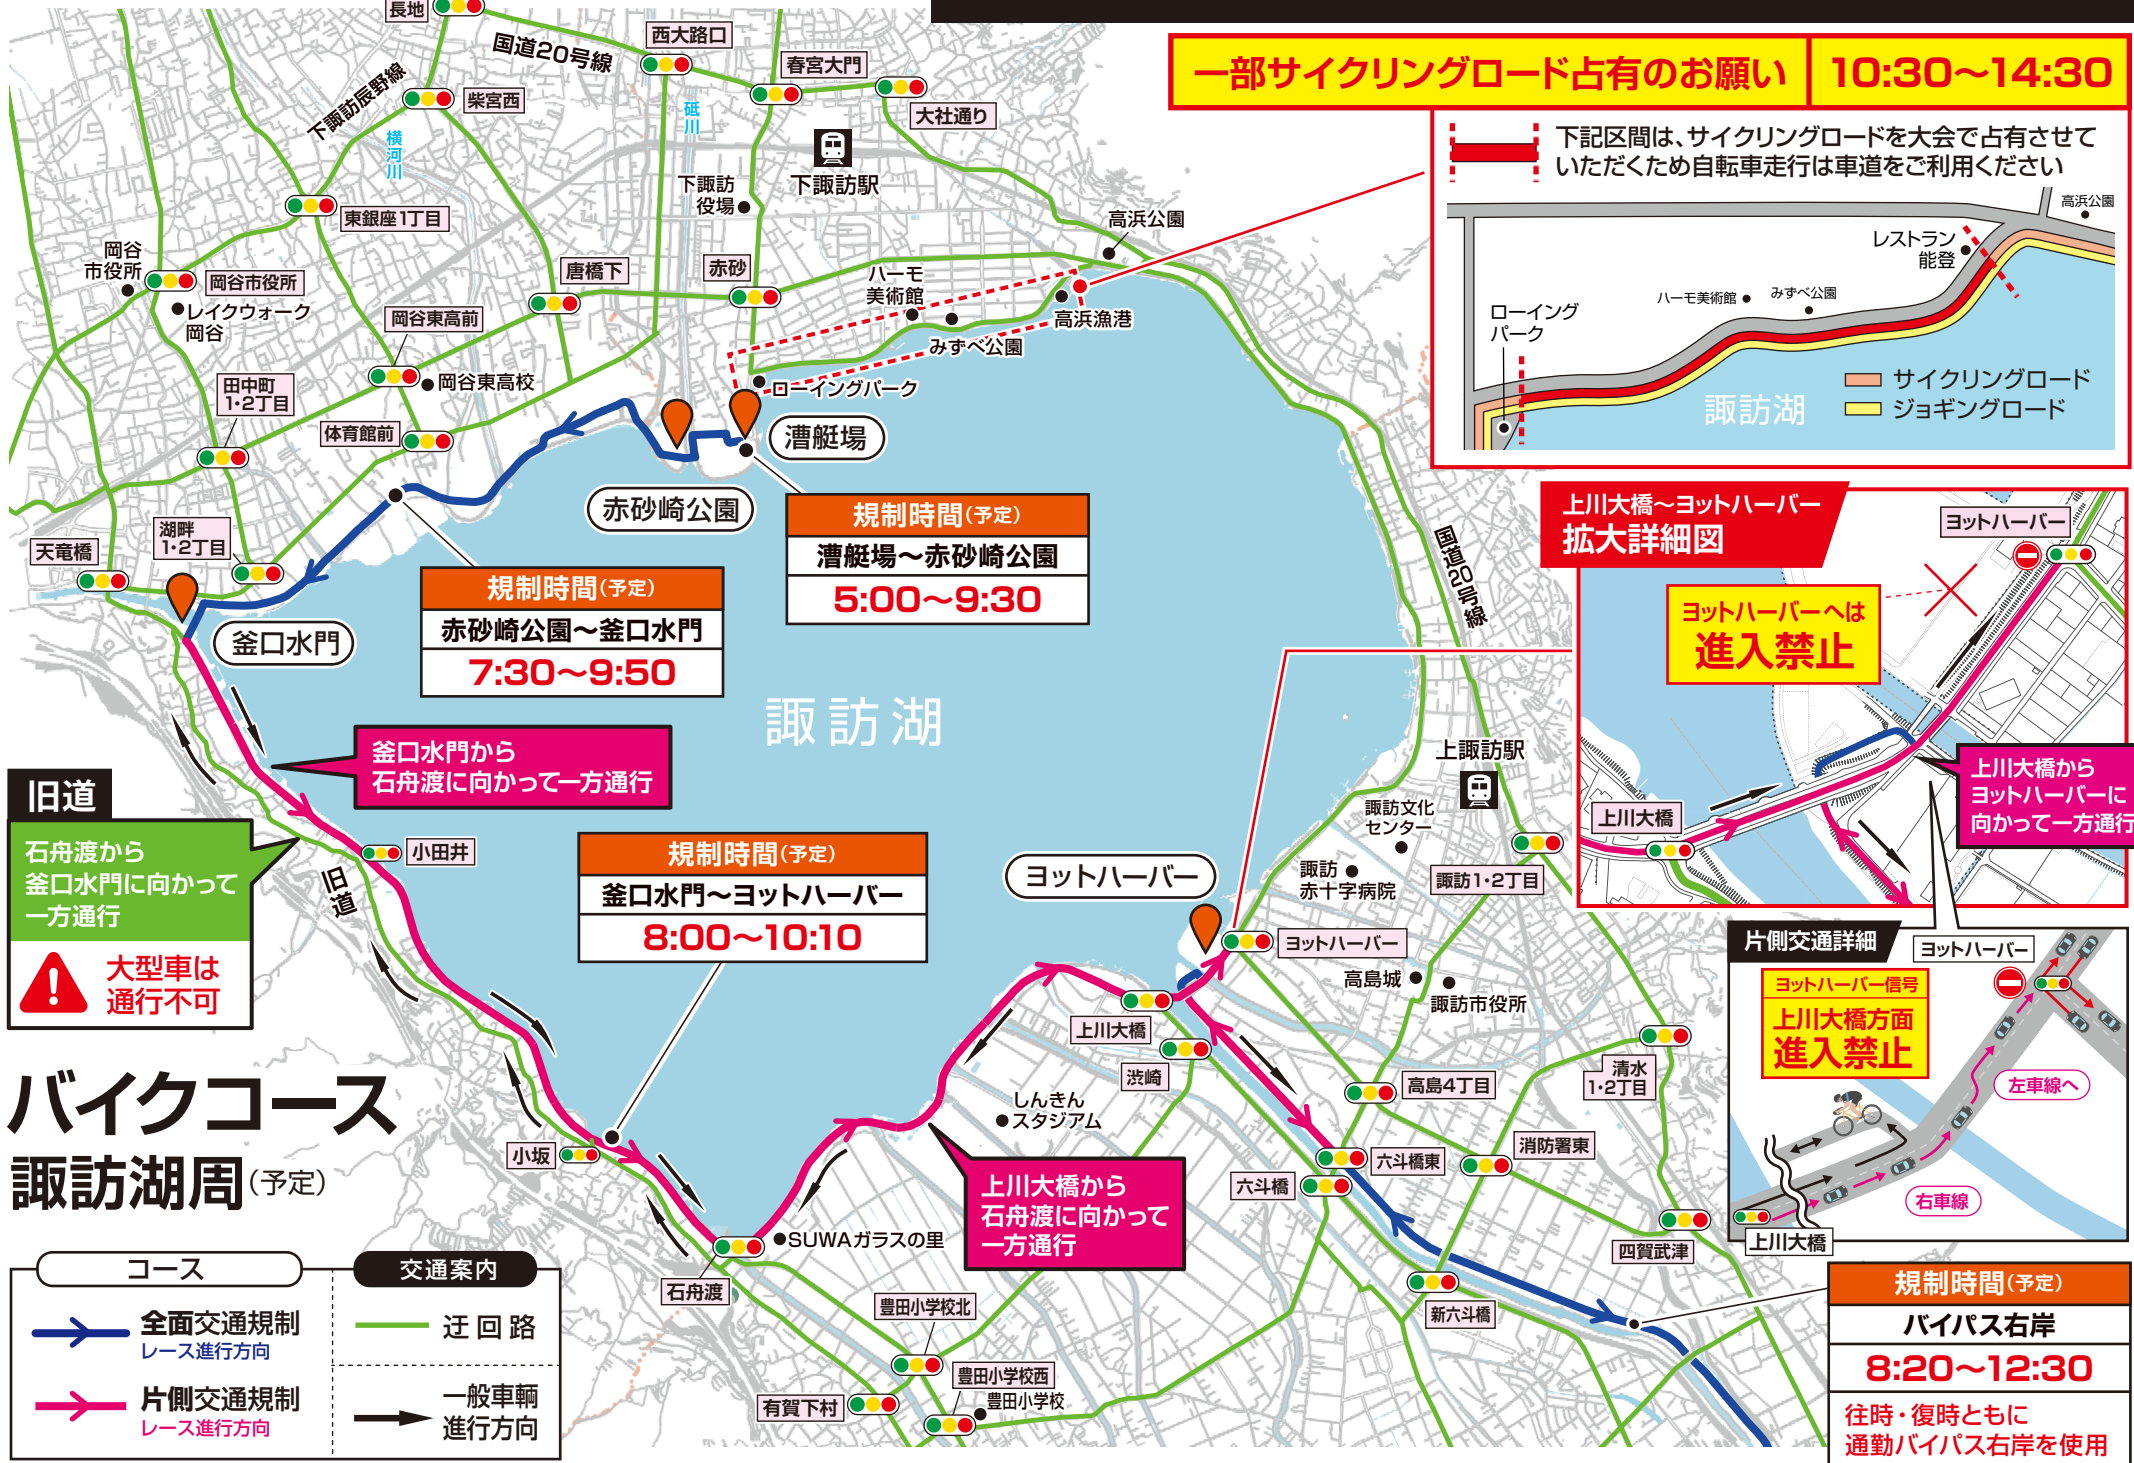 一部サイクリングロード占有のお願い
10:30～14:30
下記区間は、サイクリングロードを大会で占有させて
いただくため自転車走行は車道をご利用ください
高浜公園
レストラン
能登
ハーモ美術館
みずべ公園
ローイング
パーク
サイクリングロード
ジョギングロード
諏訪湖
長地
国道20号線
西大路口
春宮大門
大社通り
下諏訪辰野線
柴宮西
横河川
砥川
下諏訪駅
下諏訪
役場
高浜公園
東銀座1丁目
岡谷
市役所
岡谷市役所
レイクウォーク
岡谷
唐橋下
赤砂
ハーモ
美術館
高浜漁港
みずべ公園
岡谷東高前
岡谷東高校
ローイングパーク
田中町
1・2丁目
体育館前
漕艇場
赤砂崎公園
規制時間(予定)
漕艇場～赤砂崎公園
5:00～9:30
天竜橋
湖畔
1・2丁目
規制時間(予定)
赤砂崎公園～釜口水門
7:30～9:50
釜口水門
国道20号線
諏訪湖
釜口水門から
石舟渡に向かって一方通行
旧道
石舟渡から
釜口水門に向かって
一方通行
大型車は
通行不可
小田井
旧道
規制時間(予定)
釜口水門～ヨットハーバー
8:00～10:10
上諏訪駅
諏訪文化
センター
諏訪
赤十字病院
諏訪1・2丁目
ヨットハーバー
ヨットハーバー
高島城
諏訪市役所
上川大橋
渋崎
高島4丁目
清水
1・2丁目
しんきん
スタジアム
小坂
六斗橋東
消防署東
六斗橋
上川大橋から
石舟渡に向かって
一方通行
SUWAガラスの里
石舟渡
四賀武津
新六斗橋
豊田小学校北
豊田小学校西
豊田小学校
有賀下村
上川大橋～ヨットハーバー
拡大詳細図
ヨットハーバー
ヨットハーバーへは
進入禁止
上川大橋
上川大橋から
ヨットハーバーに
向かって一方通行
片側交通詳細
ヨットハーバー
ヨットハーバー信号
上川大橋方面
進入禁止
左車線へ
右車線
上川大橋
規制時間(予定)
バイパス右岸
8:20～12:30
往時・復時ともに
通勤バイパス右岸を使用
バイクコース
諏訪湖周(予定)
コース
全面交通規制
レース進行方向
片側交通規制
レース進行方向
交通案内
迂回路
一般車輌
進行方向